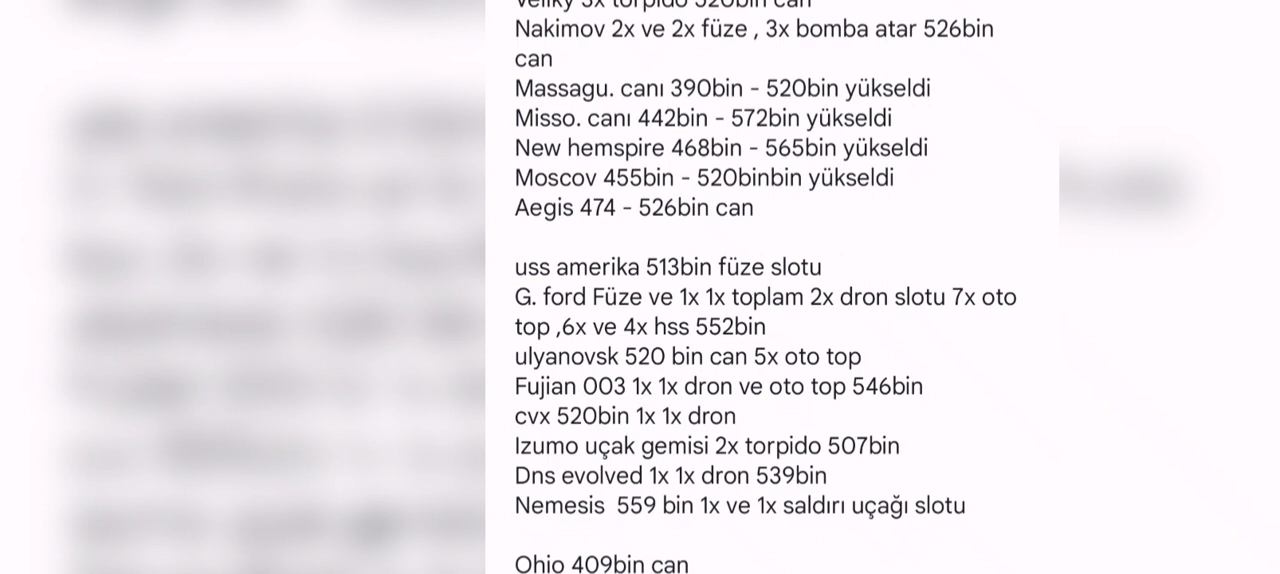 Veliky 3x torpido 520bin can
Nakimov 2x ve 2x füze , 3x bomba atar 526bin
can
Massagu. canı 390bin - 520bin yükseldi
Misso. canı 442bin - 572bin yükseldi
New hemspire 468bin - 565bin yükseldi
Moscov 455bin - 520binbin yükseldi
Aegis 474 - 526bin can
uss amerika 513bin füze slotu
G. ford Füze ve 1x 1x toplam 2x dron slotu 7x oto
top ,6x ve 4x hss 552bin
ulyanovsk 520 bin can 5x oto top
Fujian 003 1x 1x dron ve oto top 546bin
cvx 520bin 1x 1x dron
Izumo uçak gemisi 2x torpido 507bin
Dns evolved 1x 1x dron 539bin
Nemesis  559 bin 1x ve 1x saldırı uçağı slotu
Ohio 409bin can